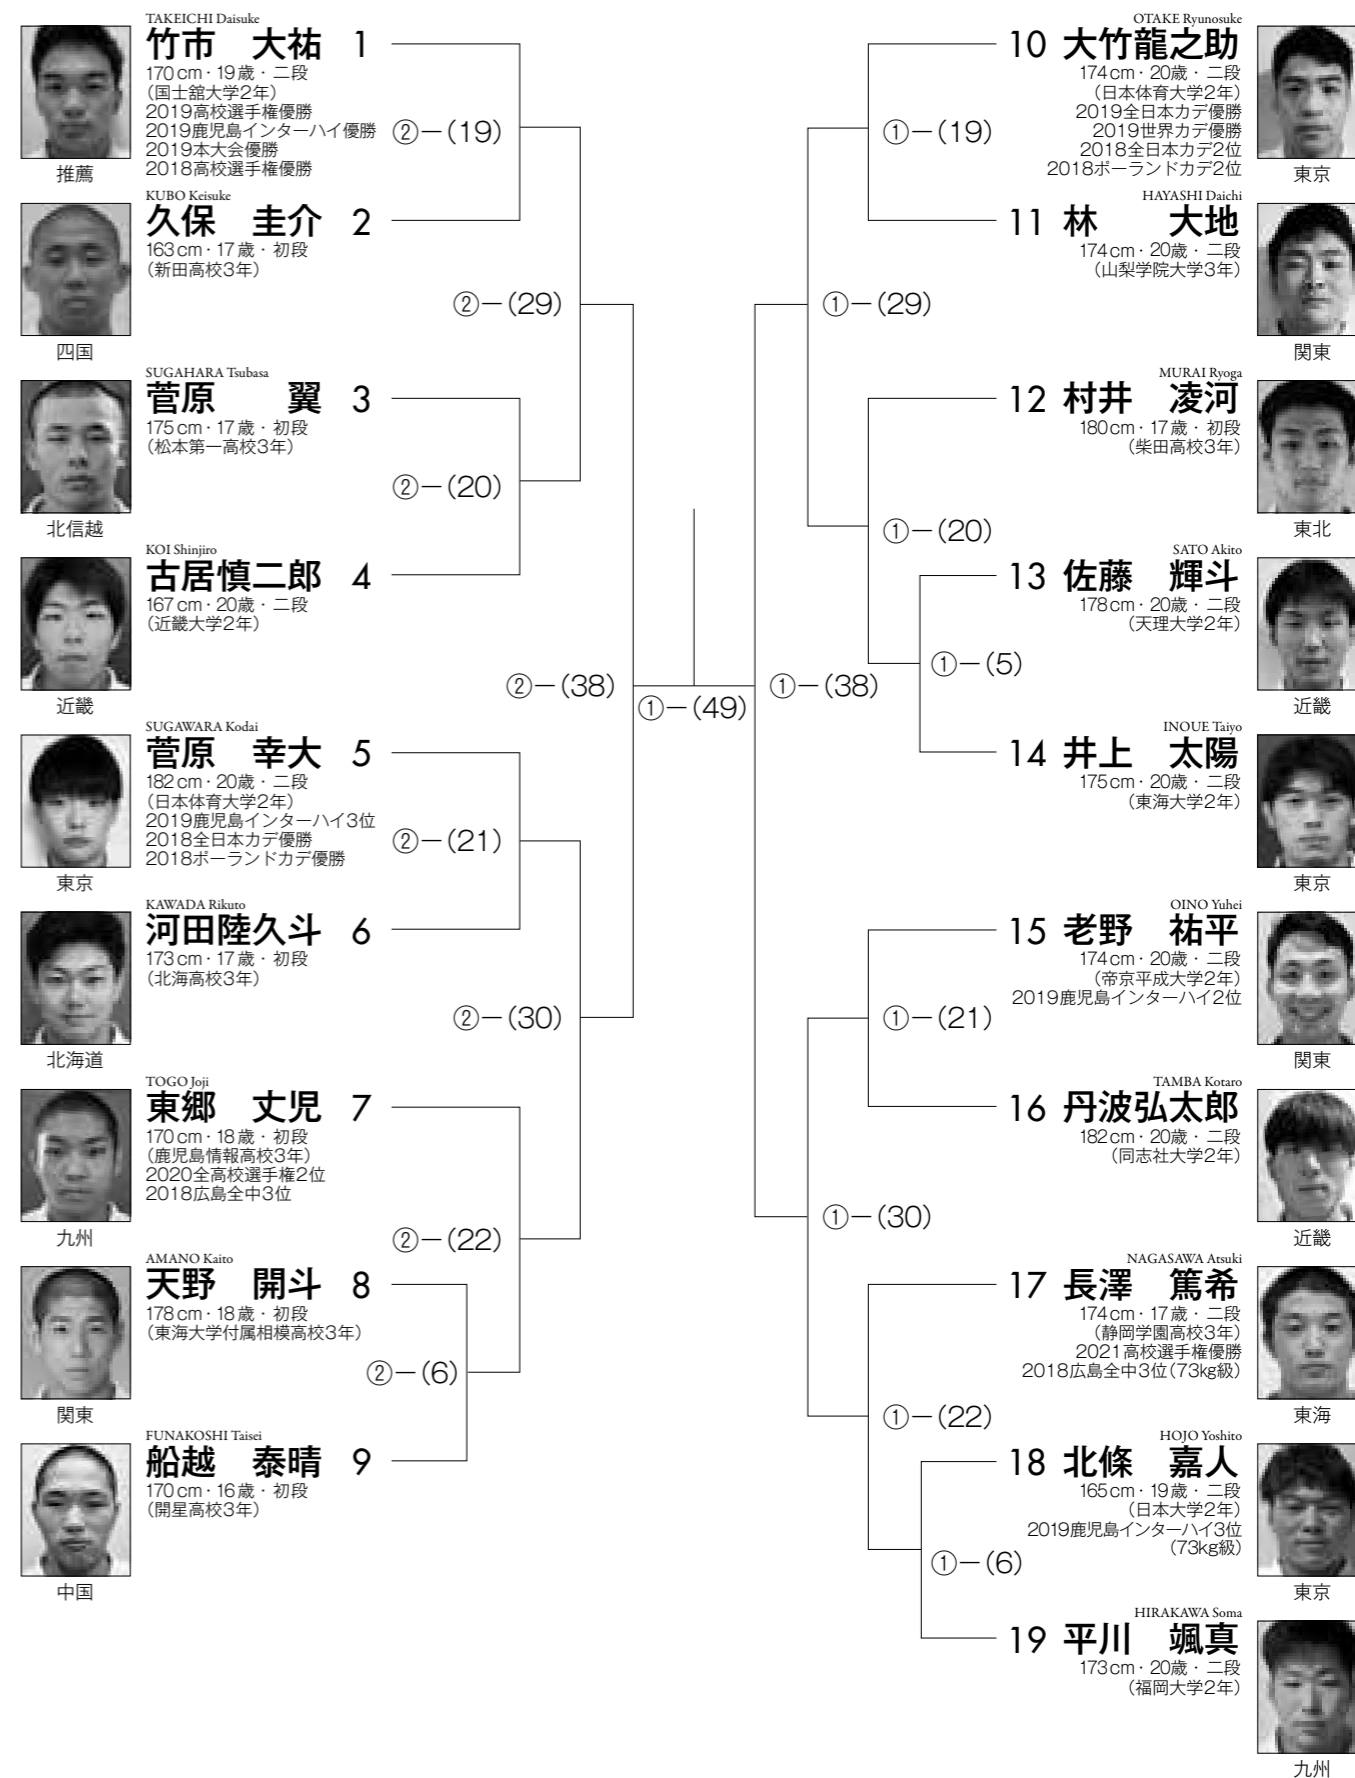 TAKEICHI Daisuke
竹市　大祐　1
170cm・19歳・二段
（国士舘大学2年）
2019高校選手権優勝
2019鹿児島インターハイ優勝
2019本大会優勝
2018高校選手権優勝
推薦
KUBO Keisuke
久保　圭介　2
163cm・17歳・初段
（新田高校3年）
四国
SUGAHARA Tsubasa
菅原　翼　3
175cm・17歳・初段
（松本第一高校3年）
北信越
KOI Shinjiro
古居慎二郎　4
167cm・20歳・二段
（近畿大学2年）
近畿
SUGAWARA Kodai
菅原　幸大　5
182cm・20歳・二段
（日本体育大学2年）
2019鹿児島インターハイ3位
2018全日本カデ優勝
2018ポーランドカデ優勝
東京
KAWADA Rikuto
河田陸久斗　6
173cm・17歳・初段
（北海高校3年）
北海道
TOGO Joji
東郷　丈児　7
170cm・18歳・初段
（鹿児島情報高校3年）
2020全高校選手権2位
2018広島全中3位
九州
AMANO Kaito
天野　開斗　8
178cm・18歳・初段
（東海大学付属相模高校3年）
関東
FUNAKOSHI Taisei
船越　泰晴　9
170cm・16歳・初段
（開星高校3年）
中国
②－(19)
②－(29)
②－(20)
②－(38)
②－(21)
②－(30)
②－(22)
②－(6)
①－(49)
①－(19)
①－(29)
①－(20)
①－(5)
①－(38)
①－(21)
①－(30)
①－(22)
①－(6)
OTAKE Ryunosuke
10　大竹龍之助
174cm・20歳・二段
（日本体育大学2年）
2019全日本カデ優勝
2019世界カデ優勝
2018全日本カデ2位
2018ポーランドカデ2位
東京
HAYASHI Daichi
11　林　大地
174cm・20歳・二段
（山梨学院大学3年）
関東
MURAI Ryoga
12　村井　凌河
180cm・17歳・初段
（柴田高校3年）
東北
SATO Akito
13　佐藤　輝斗
178cm・20歳・二段
（天理大学2年）
近畿
INOUE Taiyo
14　井上　太陽
175cm・20歳・二段
（東海大学2年）
東京
OINO Yuhei
15　老野　祐平
174cm・20歳・二段
（帝京平成大学2年）
2019鹿児島インターハイ2位
関東
TAMBA Kotaro
16　丹波弘太郎
182cm・20歳・二段
（同志社大学2年）
近畿
NAGASAWA Atsuki
17　長澤　篤希
174cm・17歳・二段
（静岡学園高校3年）
2021高校選手権優勝
2018広島全中3位（73kg級）
東海
HOJO Yoshito
18　北條　嘉人
165cm・19歳・二段
（日本大学2年）
2019鹿児島インターハイ3位
（73kg級）
東京
HIRAKAWA Soma
19　平川　颯真
173cm・20歳・二段
（福岡大学2年）
九州